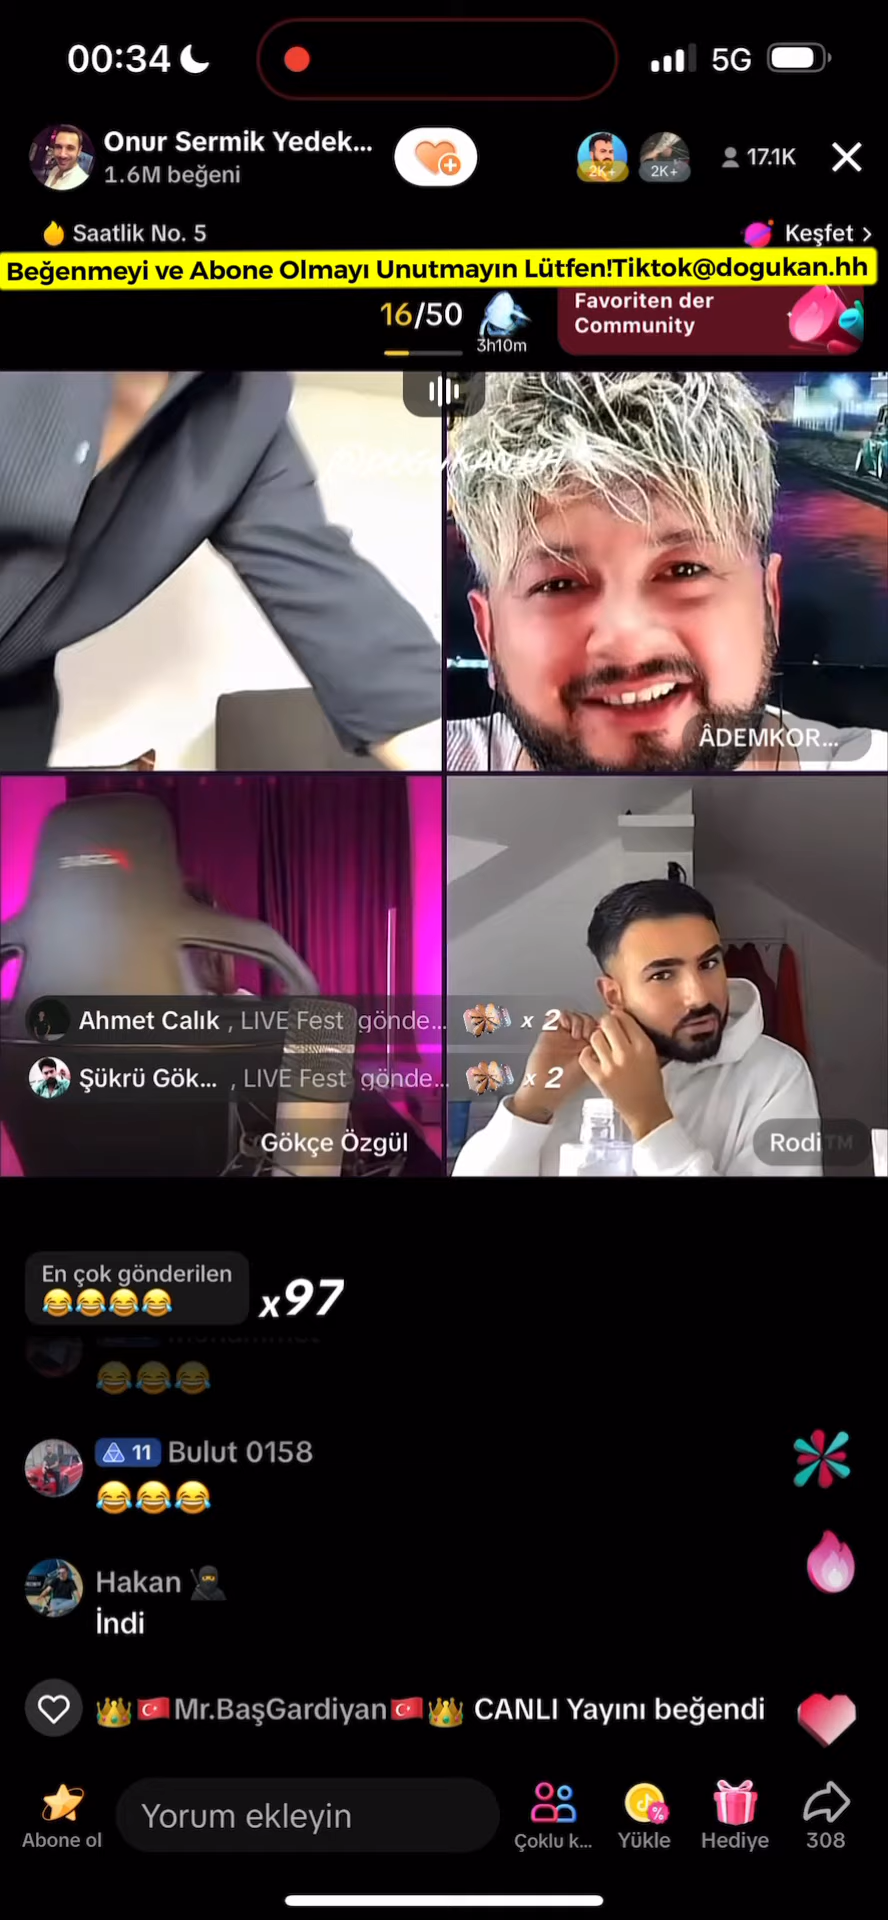 00:34
5G
Onur Sermik Yedek...
1.6M beğeni
2K+
2K+
17.1K
Saatlik No. 5
Keşfet >
Beğenmeyi ve Abone Olmayı Unutmayın Lütfen!Tiktok@dogukan.hh
16/50
3h10m
Favoriten der
Community
@DOGUKAN.HH
ÂDEMKOR...
Ahmet Calık , LIVE Fest gönde... x 2
Şükrü Gök... , LIVE Fest gönde... x 2
Gökçe Özgül
Rodi™
En çok gönderilen
😂😂😂😂 x97
😂😂😂
11 Bulut 0158
😂😂😂
Hakan 🥷
İndi
👑🇹🇷Mr.BaşGardiyan🇹🇷👑 CANLI Yayını beğendi
Abone ol
Yorum ekleyin
Çoklu k...
Yükle
Hediye
308